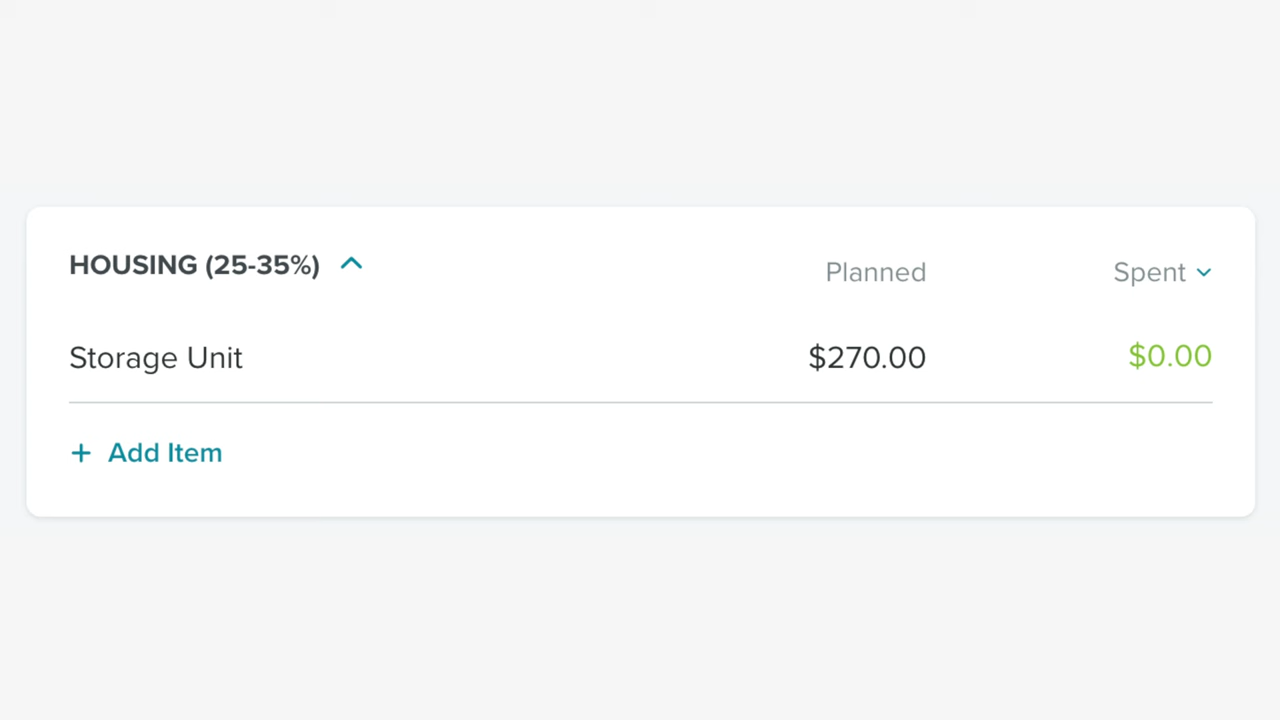 HOUSING (25-35%) Planned Spent
Storage Unit $270.00 $0.00
+ Add Item